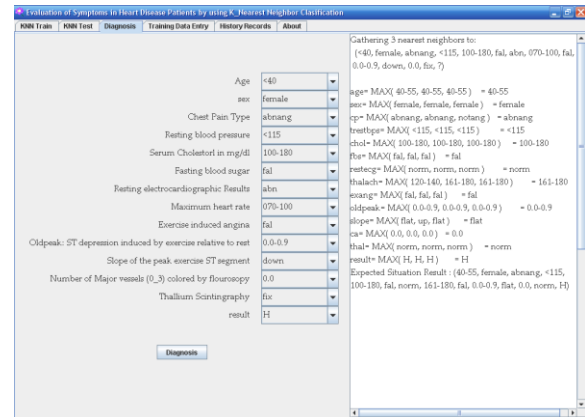 Evaluation of Symptoms in Heart Disease Patients by using K_Nearest Neighbor Clasification
KNN Train KNN Test Diagnosis Training Data Entry History Records About
Age <40
sex female
Chest Pain Type abnang
Resting blood pressure <115
Serum Cholestorl in mg/dl 100-180
Fasting blood sugar fal
Resting electrocardiographic Results abn
Maximum heart rate 070-100
Exercise induced angina fal
Oldpeak: ST depression induced by exercise relative to rest 0.0-0.9
Slope of the peak exercise ST segment down
Number of Major vessels (0_3) colored by flourosopy 0.0
Thallium Scintingraphy fix
result H
Diagnosis
Gathering 3 nearest neighbors to:
(<40, female, abnang, <115, 100-180, fal, abn, 070-100, fal,
0.0-0.9, down, 0.0, fix, ?)
age= MAX( 40-55, 40-55, 40-55 ) = 40-55
sex= MAX( female, female, female ) = female
cp= MAX( abnang, abnang, notang ) = abnang
trestbps= MAX( <115, <115, <115 ) = <115
chol= MAX( 100-180, 100-180, 100-180 ) = 100-180
fbs= MAX( fal, fal, fal ) = fal
restecg= MAX( norm, norm, norm ) = norm
thalach= MAX( 120-140, 161-180, 161-180 ) = 161-180
exang= MAX( fal, fal, fal ) = fal
oldpeak= MAX( 0.0-0.9, 0.0-0.9, 0.0-0.9 ) = 0.0-0.9
slope= MAX( flat, up, flat ) = flat
ca= MAX( 0.0, 0.0, 0.0 ) = 0.0
thal= MAX( norm, norm, norm ) = norm
result= MAX( H, H, H ) = H
Expected Situation Result : (40-55, female, abnang, <115,
100-180, fal, norm, 161-180, fal, 0.0-0.9, flat, 0.0, norm, H)